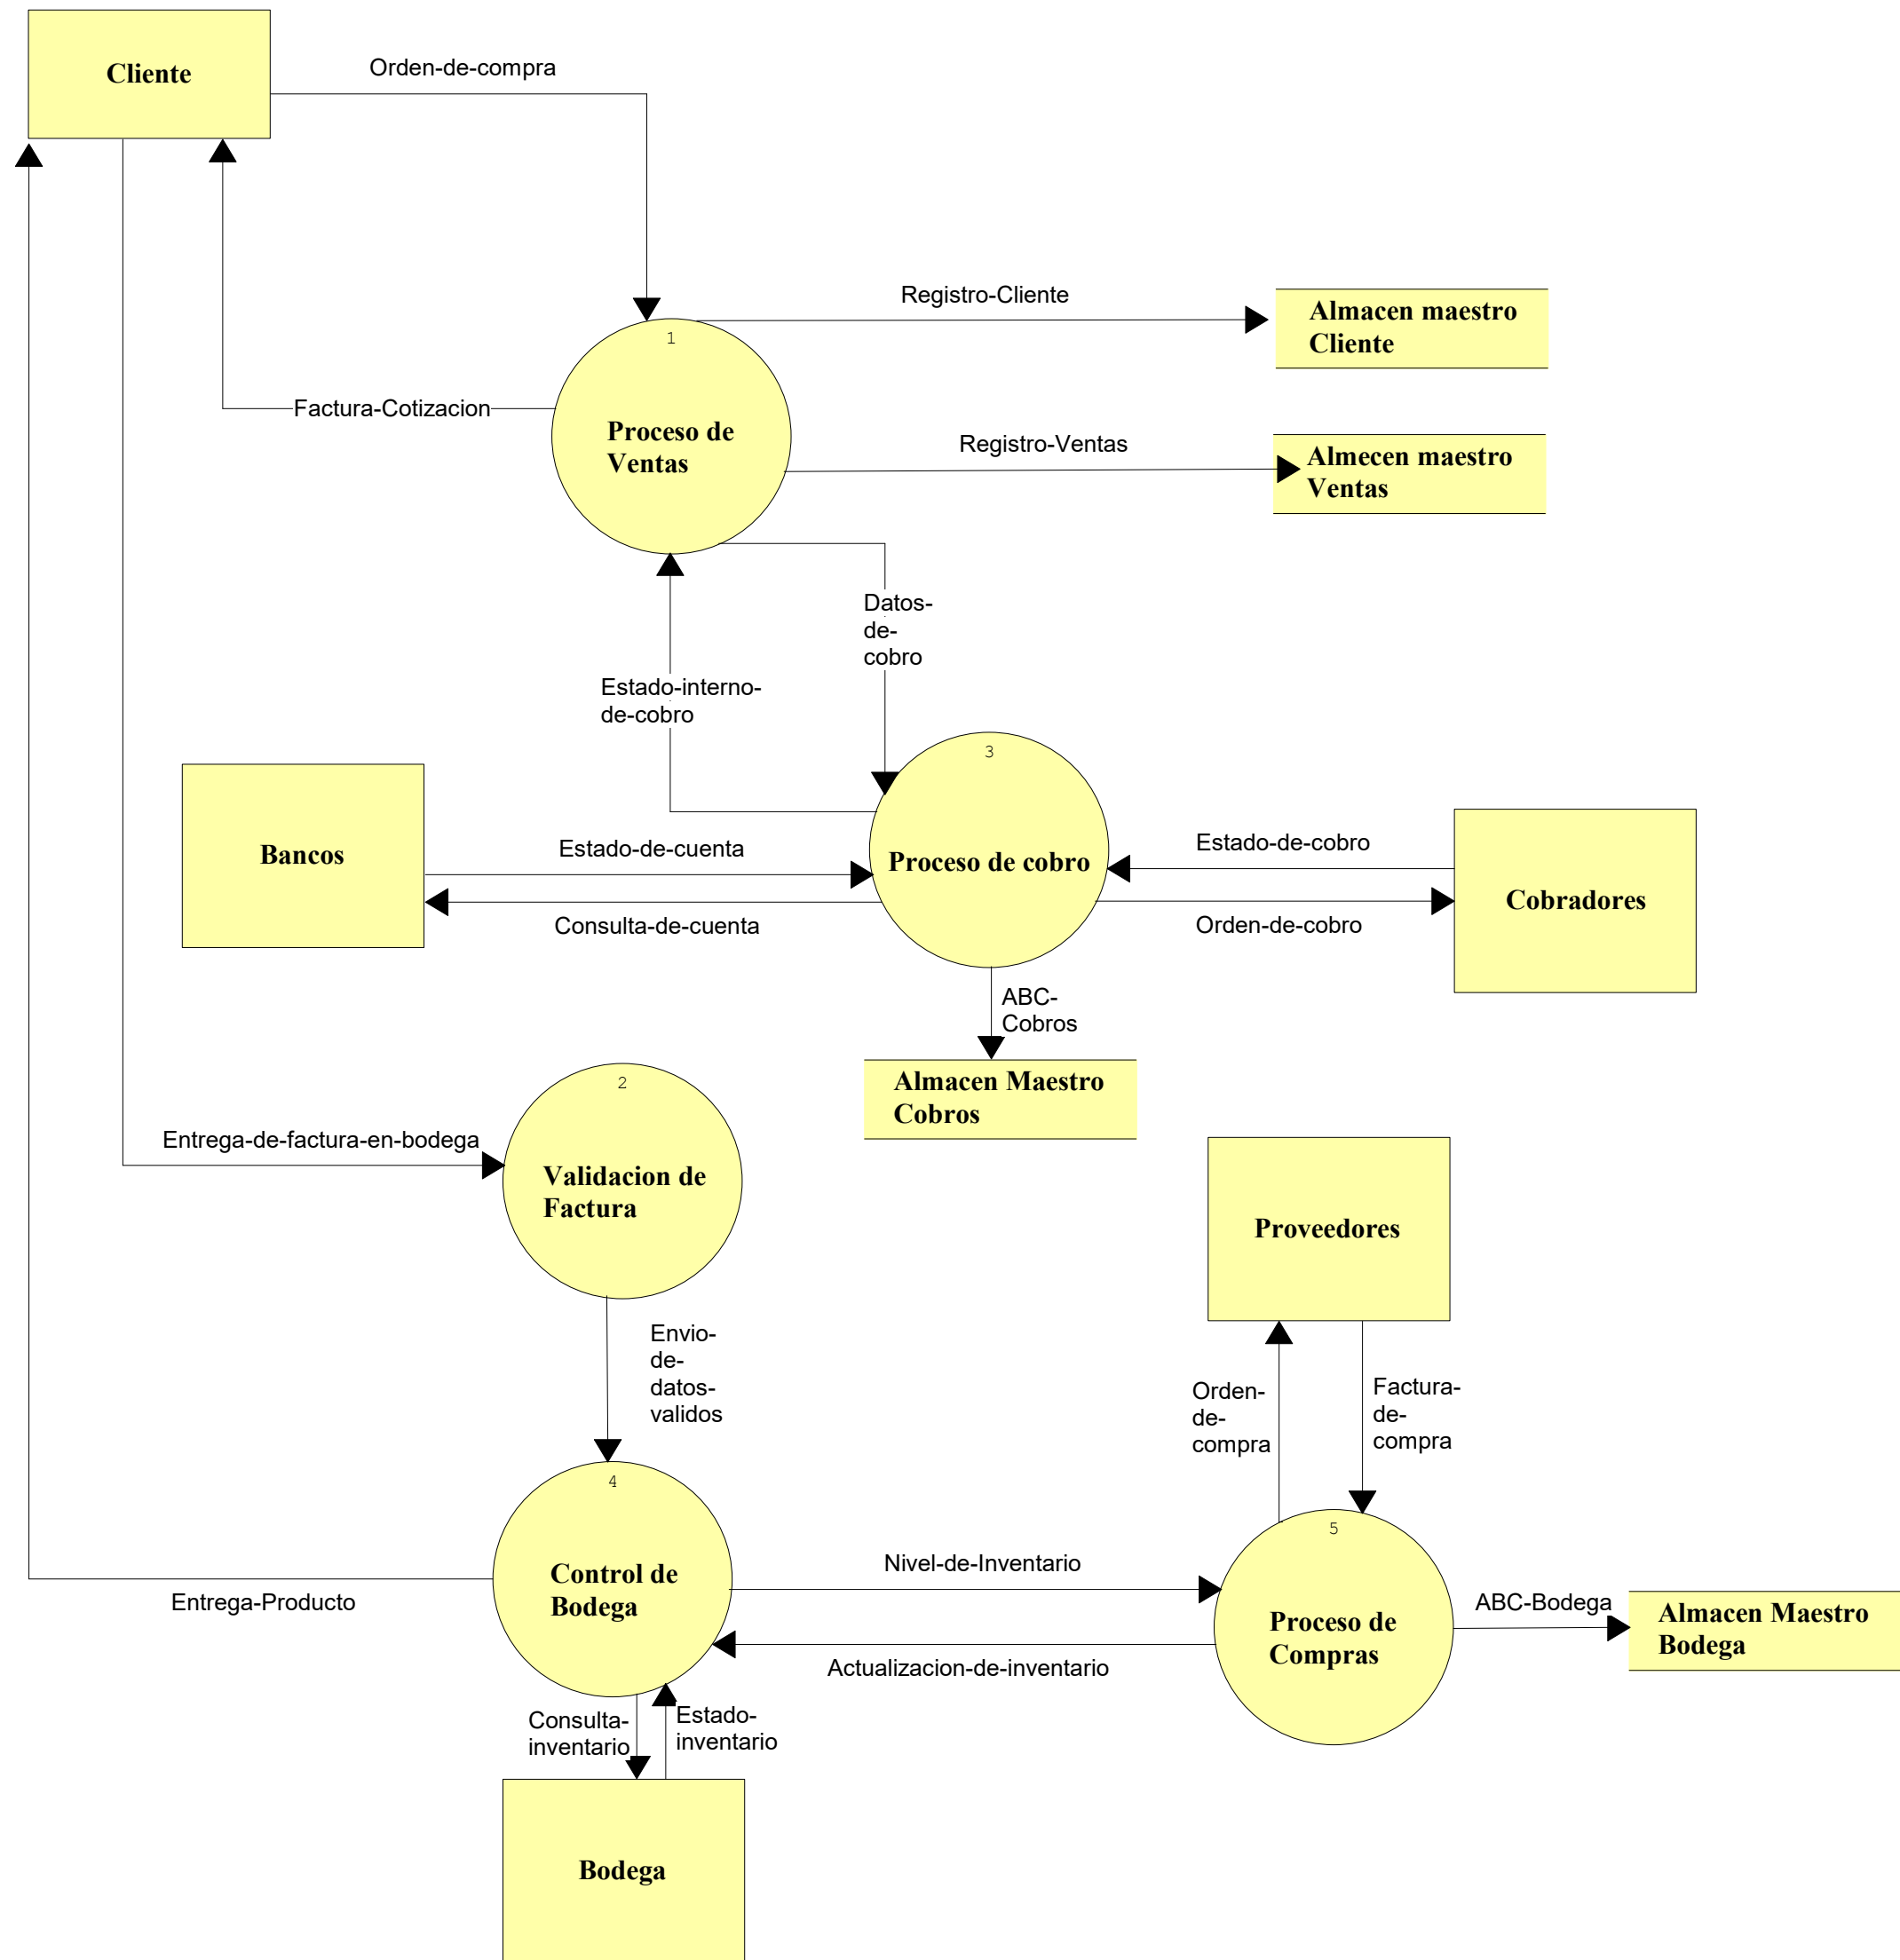 Cliente
Orden-de-compra
Registro-Cliente
Almacen maestro
Cliente
1
Factura-Cotizacion
Proceso de
Ventas
Registro-Ventas
Almecen maestro
Ventas
Datos-
de-
cobro
Estado-interno-
de-cobro
3
Bancos
Estado-de-cuenta
Proceso de cobro
Estado-de-cobro
Cobradores
Consulta-de-cuenta
Orden-de-cobro
ABC-
Cobros
Almacen Maestro
Cobros
2
Entrega-de-factura-en-bodega
Validacion de
Factura
Proveedores
Envio-
de-
datos-
validos
Orden-
de-
compra
Factura-
de-
compra
4
5
Control de
Bodega
Nivel-de-Inventario
Entrega-Producto
Proceso de
Compras
ABC-Bodega
Almacen Maestro
Bodega
Actualizacion-de-inventario
Consulta-
inventario
Estado-
inventario
Bodega